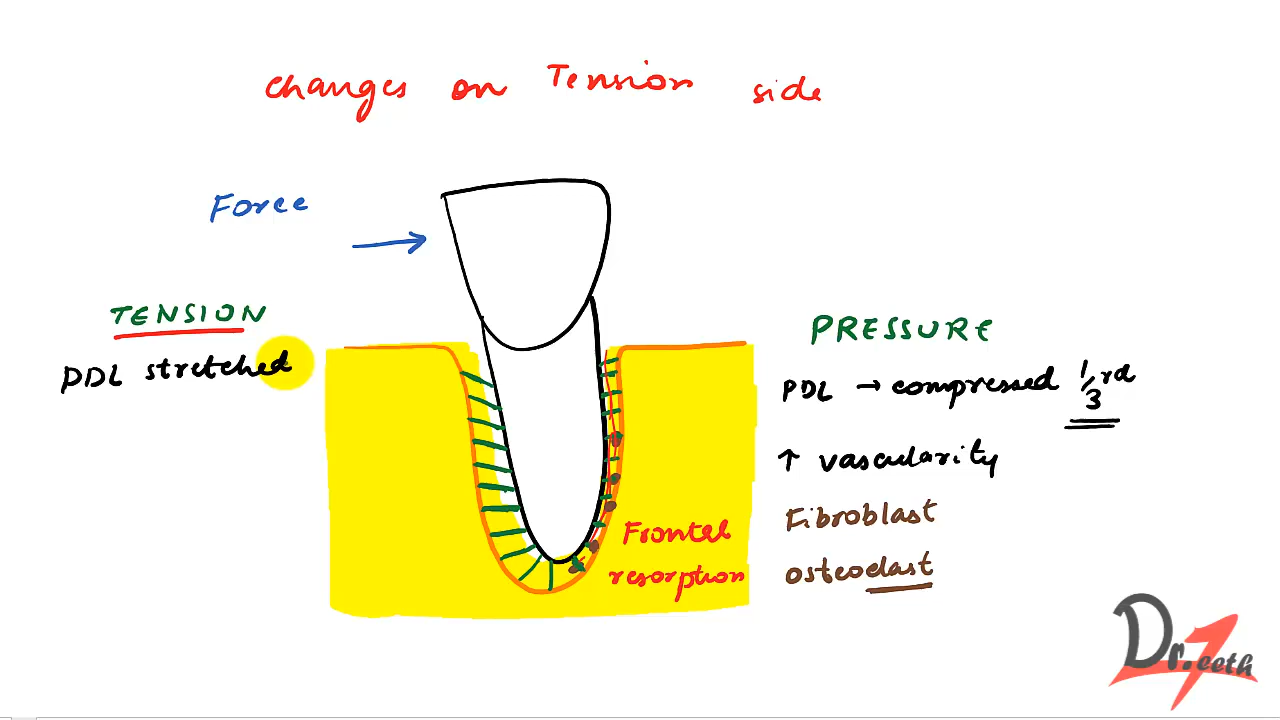 changes on Tension side
Force
TENSION
PDL stretched
PRESSURE
PDL → compressed 1/3rd
↑ vascularity
Fibroblast
osteoclast
Frontal
resorption
Dr.Teeth